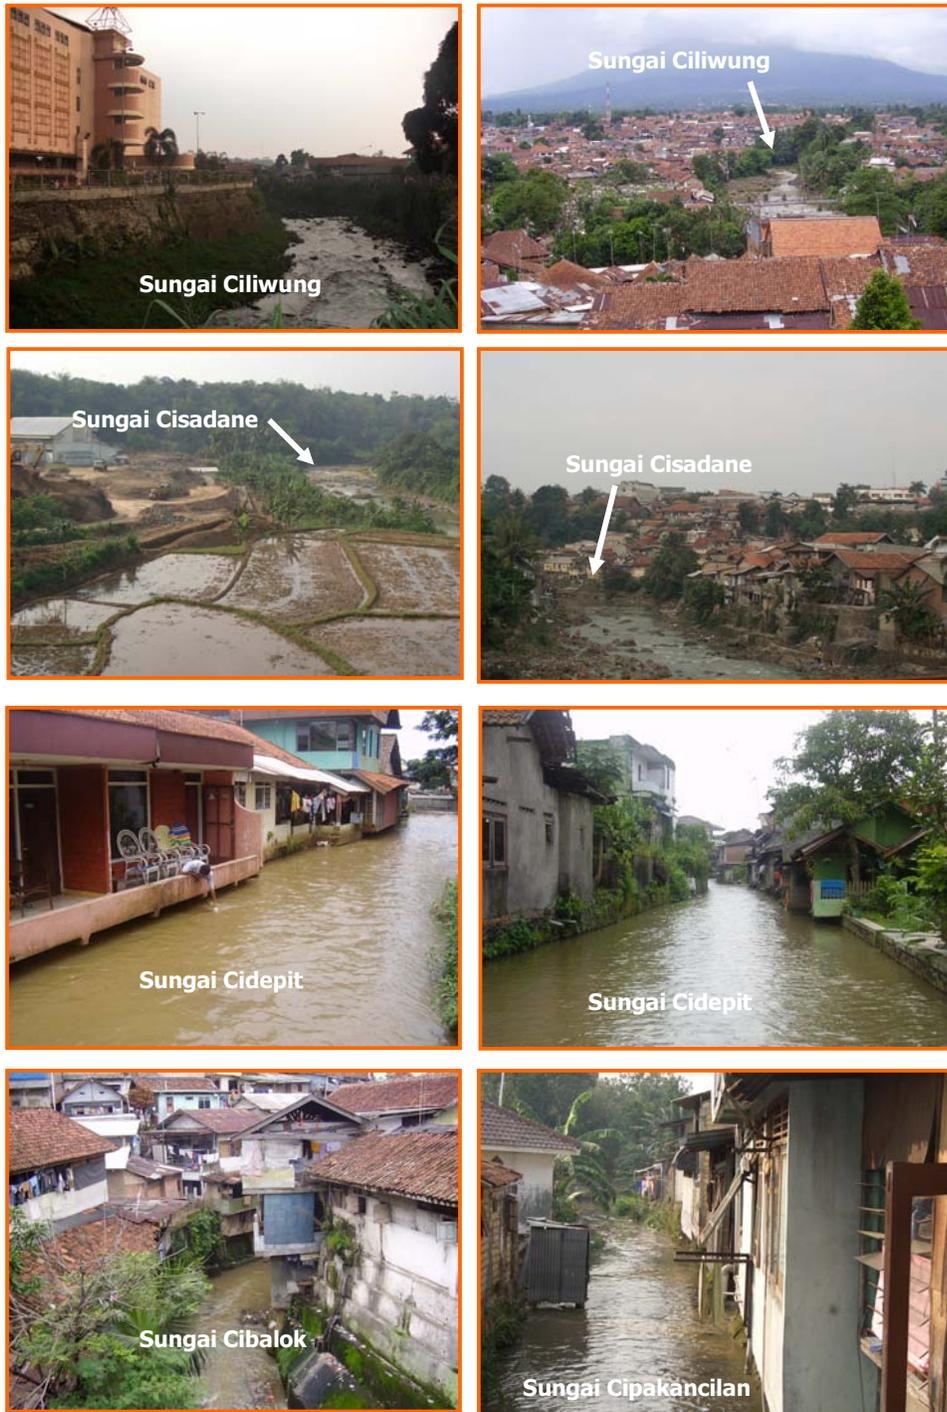 Sungai Ciliwung
Sungai Ciliwung
Sungai Cisadane
Sungai Cisadane
Sungai Cidepit
Sungai Cidepit
Sungai Cibalok
Sungai Cipakancilan